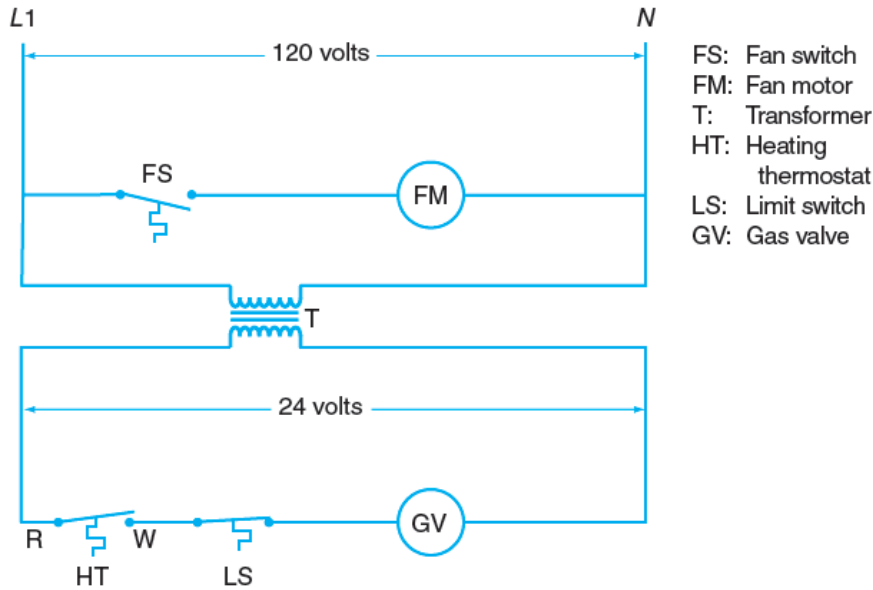 L1
N
120 volts
FS: Fan switch
FM: Fan motor
T: Transformer
HT: Heating
thermostat
LS: Limit switch
GV: Gas valve
FS
FM
T
24 volts
R
W
GV
HT
LS